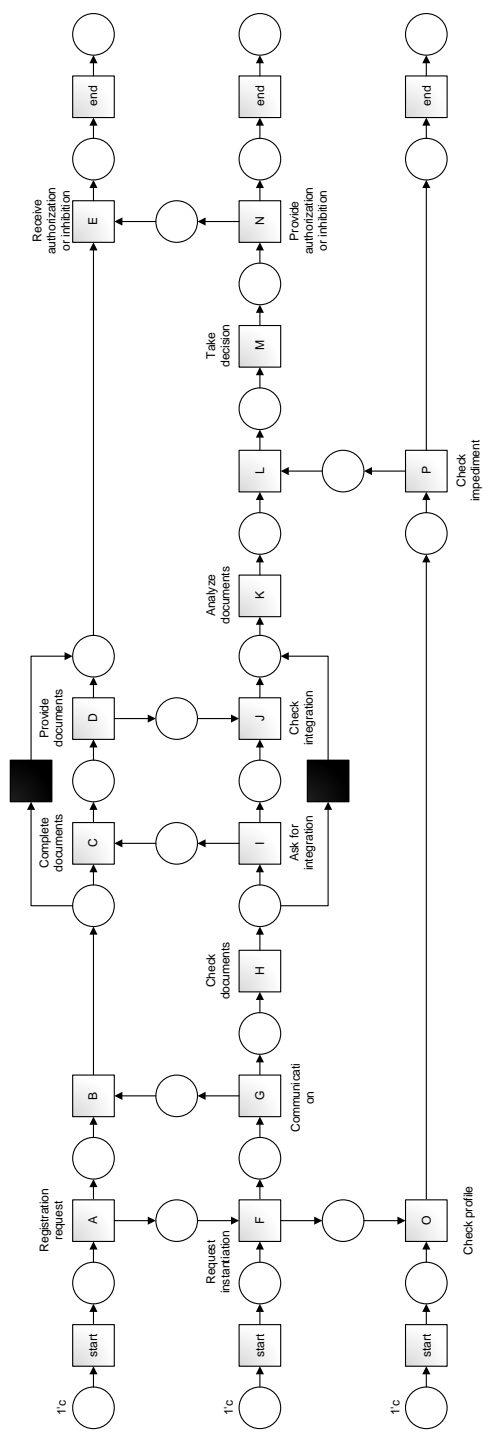 1'c
start
Registration
request
A
B
Complete
documents
C
Provide
documents
D
Receive
authorization
or inhibition
E
end
1'c
start
Request
instantiation
F
G
Communicati
on
Check
documents
H
I
Ask for
integration
J
Check
integration
Analyze
documents
K
L
Take
decision
M
N
Provide
authorization
or inhibition
end
1'c
start
O
Check profile
P
Check
impediment
end